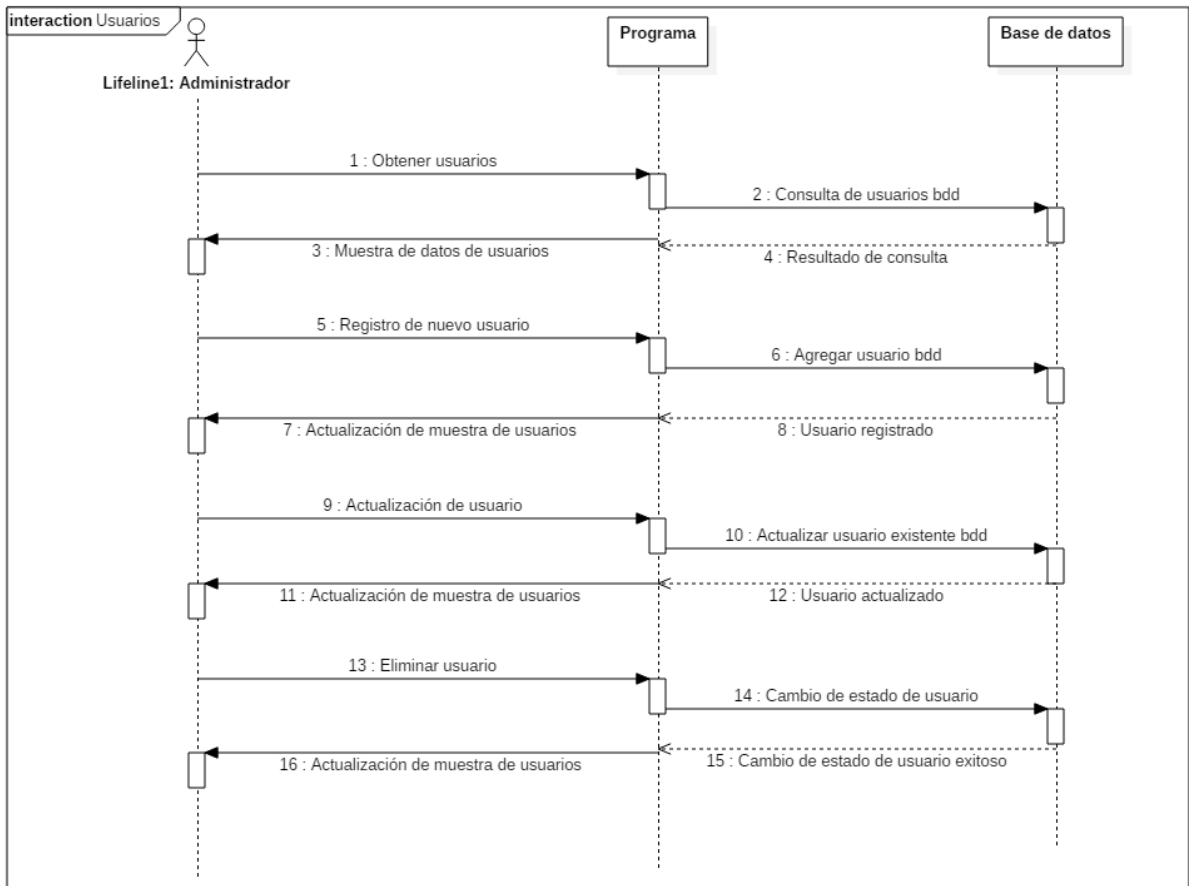 interaction Usuarios
Programa
Base de datos
Lifeline1: Administrador
1 : Obtener usuarios
2 : Consulta de usuarios bdd
3 : Muestra de datos de usuarios
4 : Resultado de consulta
5 : Registro de nuevo usuario
6 : Agregar usuario bdd
7 : Actualización de muestra de usuarios
8 : Usuario registrado
9 : Actualización de usuario
10 : Actualizar usuario existente bdd
11 : Actualización de muestra de usuarios
12 : Usuario actualizado
13 : Eliminar usuario
14 : Cambio de estado de usuario
16 : Actualización de muestra de usuarios
15 : Cambio de estado de usuario exitoso